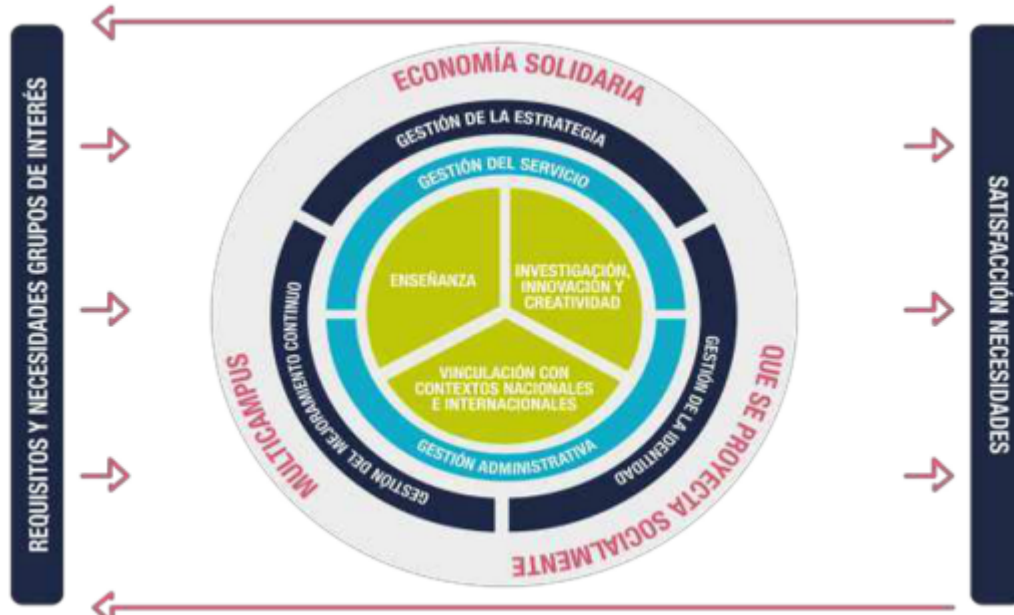 REQUISITOS Y NECESIDADES GRUPOS DE INTERÉS
ECONOMÍA SOLIDARIA
GESTIÓN DE LA ESTRATEGIA
GESTIÓN DEL SERVICIO
ENSEÑANZA
INVESTIGACIÓN,
INNOVACIÓN Y
CREATIVIDAD
VINCULACIÓN CON
CONTEXTOS NACIONALES
E INTERNACIONALES
GESTIÓN ADMINISTRATIVA
GESTIÓN DEL MEJORAMIENTO CONTINUO
GESTIÓN DE LA IDENTIDAD
MULTICAMPUS
QUE SE PROYECTA SOCIALMENTE
SATISFACCIÓN NECESIDADES